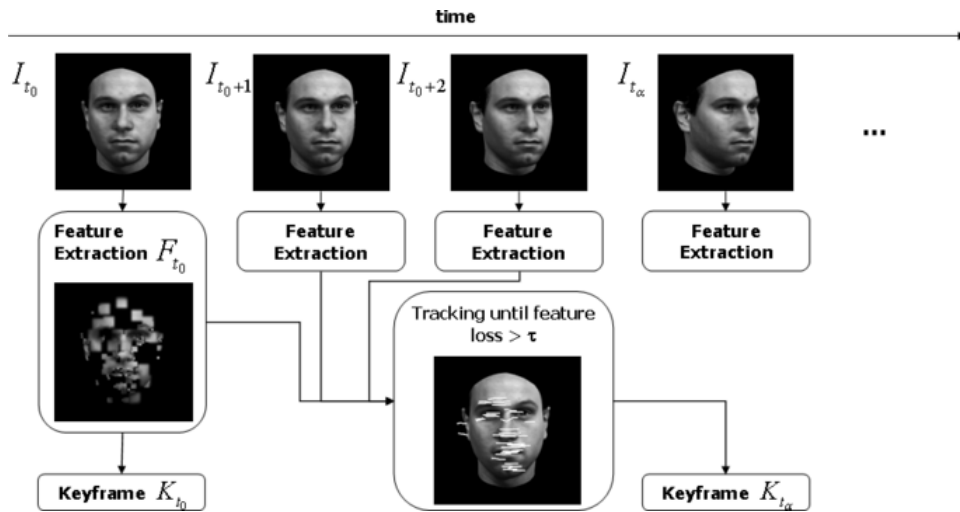 time
I_{t_0}
I_{t_0+1}
I_{t_0+2}
I_{t_α}
...
Feature
Extraction F_{t_0}
Feature
Extraction
Feature
Extraction
Feature
Extraction
Tracking until feature
loss > τ
Keyframe K_{t_0}
Keyframe K_{t_α}